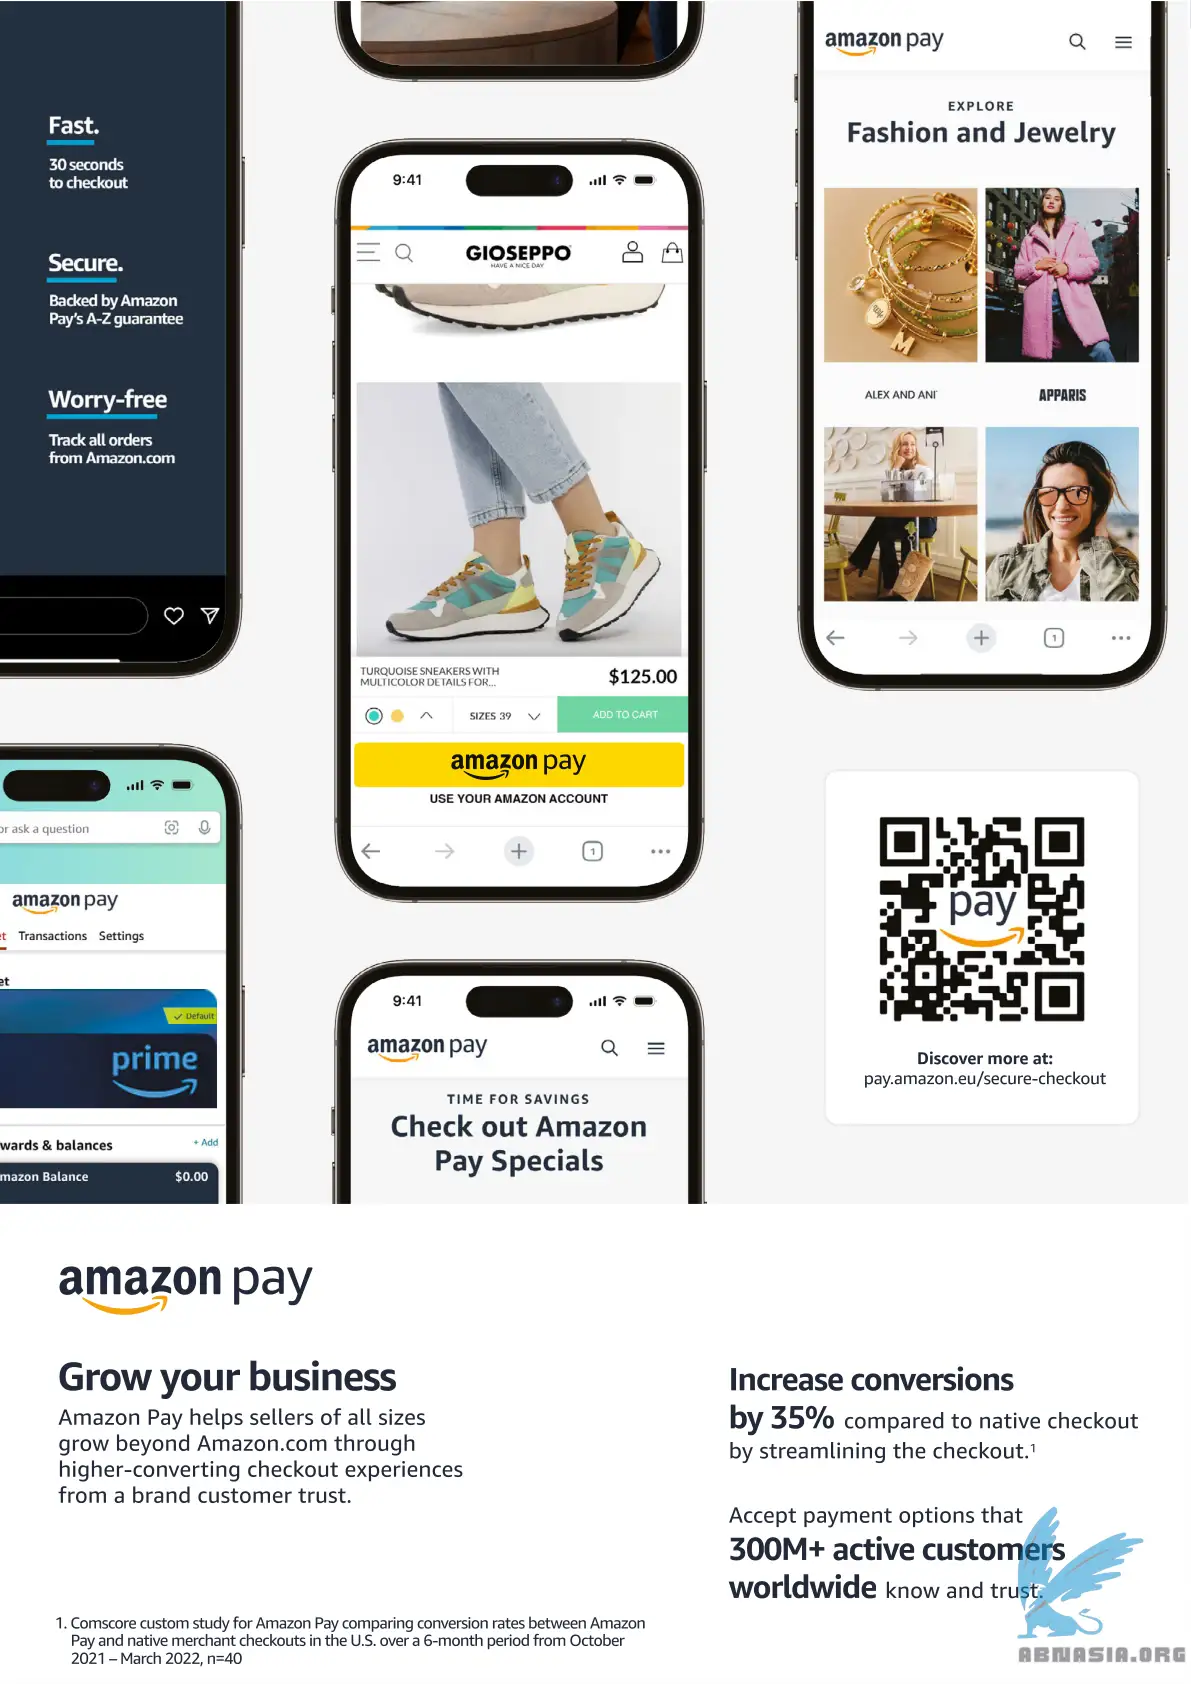 Fast.
30 seconds
to checkout
Secure.
Backed by Amazon
Pay's A-Z guarantee
Worry-free
Track all orders
from Amazon.com
9:41
GIOSEPPO
HAVE A NICE DAY
TURQUOISE SNEAKERS WITH
MULTICOLOR DETAILS FOR...
$125.00
SIZES 39
ADD TO CART
amazon pay
USE YOUR AMAZON ACCOUNT
1
amazon pay
EXPLORE
Fashion and Jewelry
M
ALEX AND ANI
APPARIS
1
or ask a question
amazon pay
Transactions Settings
Default
prime
wards & balances
+ Add
mazon Balance
$0.00
9:41
amazon pay
TIME FOR SAVINGS
Check out Amazon
Pay Specials
pay
Discover more at:
pay.amazon.eu/secure-checkout
amazon pay
Grow your business
Amazon Pay helps sellers of all sizes
grow beyond Amazon.com through
higher-converting checkout experiences
from a brand customer trust.
Increase conversions
by 35% compared to native checkout
by streamlining the checkout.1
Accept payment options that
300M+ active customers
worldwide know and trust.
1. Comscore custom study for Amazon Pay comparing conversion rates between Amazon
Pay and native merchant checkouts in the U.S. over a 6-month period from October
2021 – March 2022, n=40
ABNASIA.ORG